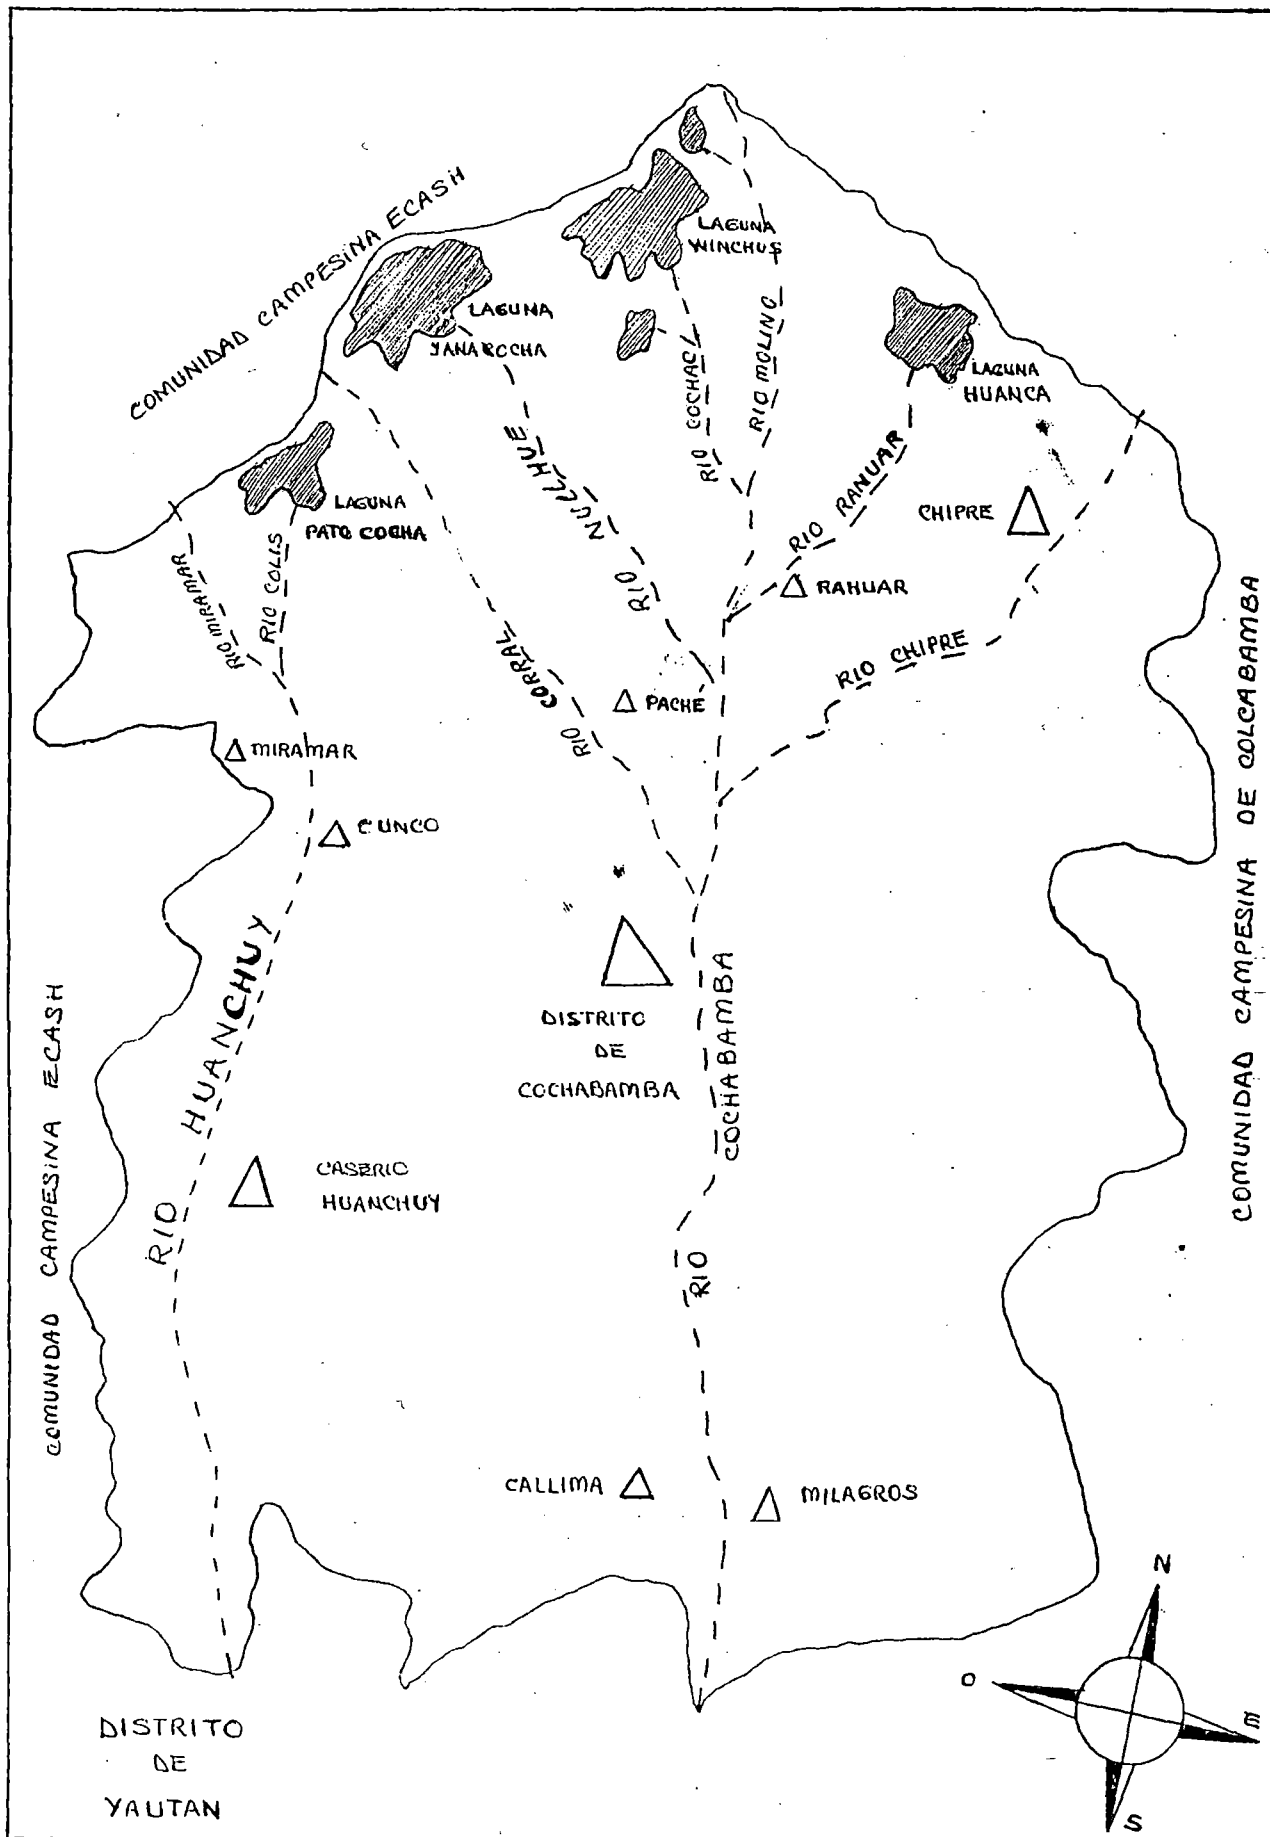 COMUNIDAD CAMPESINA ECASH
LAGUNA
WINCHUS
LAGUNA
YANACOCHA
LAGUNA
HUANCA
LAGUNA
PATO COCHA
RIO MIRAMAR
RIO COLIS
RIO CORRAL
RIO NULLHUE
RIO COCHACL
RIO MOLINO
RIO RANUAR
CHIPRE
RAHUAR
RIO CHIPRE
PACHE
MIRAMAR
CUNCO
COMUNIDAD CAMPESINA DE COLCABAMBA
RIO HUANCHUY
DISTRITO
DE
COCHABAMBA
RIO COCHABAMBA
COMUNIDAD CAMPESINA ECASH
CASERIO
HUANCHUY
CALLIMA
MILAGROS
N
O
E
S
DISTRITO
DE
YAUTAN